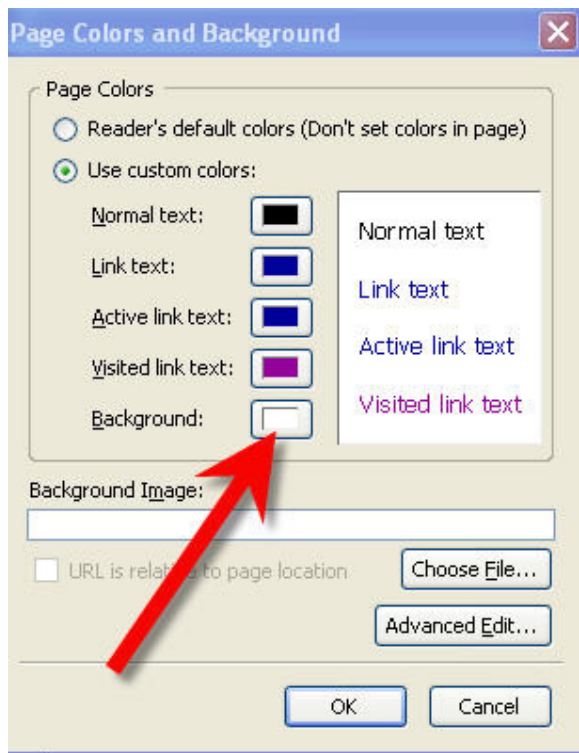 Page Colors and Background
Page Colors
Reader's default colors (Don't set colors in page)
Use custom colors:
Normal text:
Link text:
Active link text:
Visited link text:
Background:
Normal text
Link text
Active link text
Visited link text
Background Image:
URL is relative to page location
Choose File...
Advanced Edit...
OK
Cancel